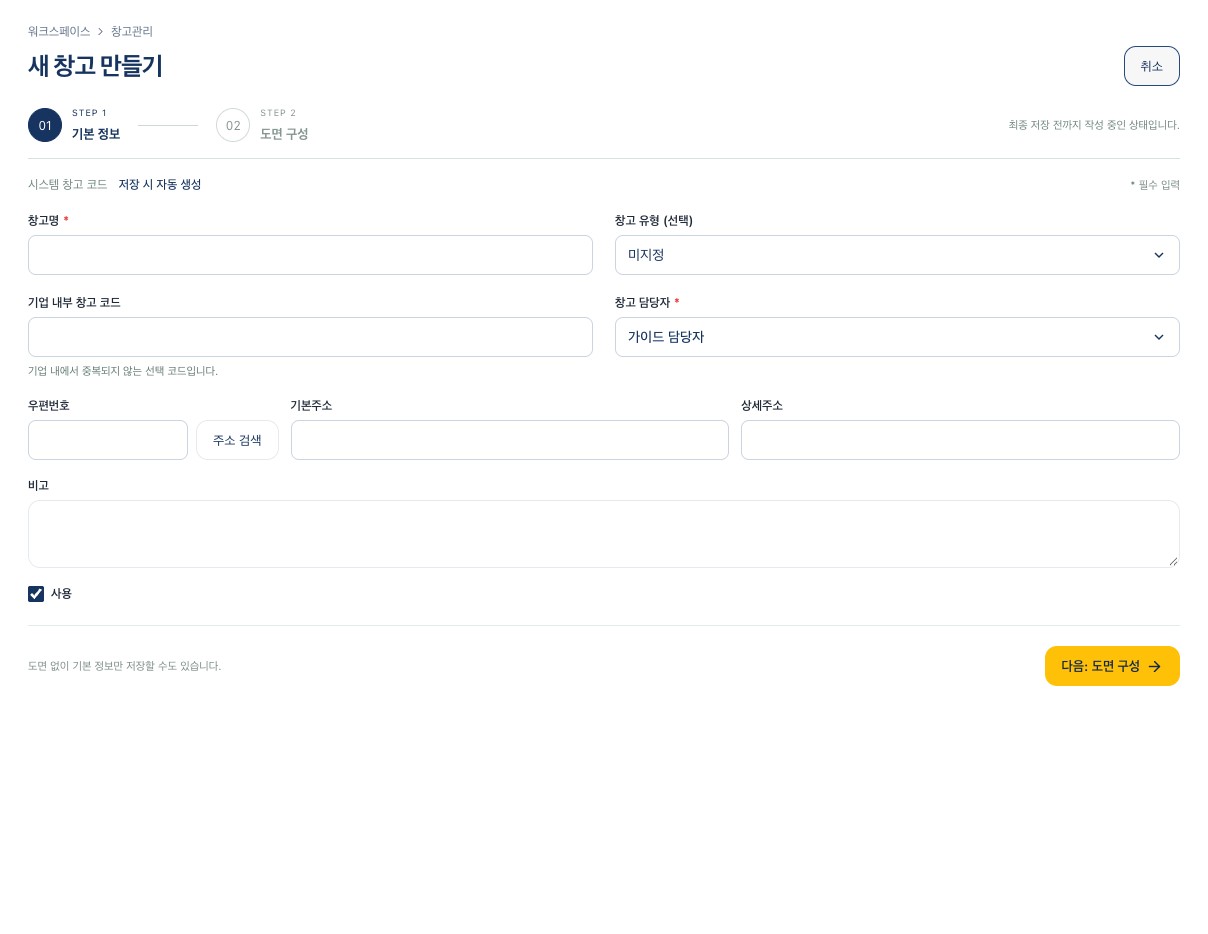 워크스페이스 > 창고관리
새 창고 만들기
취소
01 STEP 1
기본 정보
02 STEP 2
도면 구성
최종 저장 전까지 작성 중인 상태입니다.
시스템 창고 코드 저장 시 자동 생성
* 필수 입력
창고명 *
창고 유형 (선택)
미지정
기업 내부 창고 코드
창고 담당자 *
가이드 담당자
기업 내에서 중복되지 않는 선택 코드입니다.
우편번호
기본주소
상세주소
주소 검색
비고
사용
도면 없이 기본 정보만 저장할 수도 있습니다.
다음: 도면 구성 →